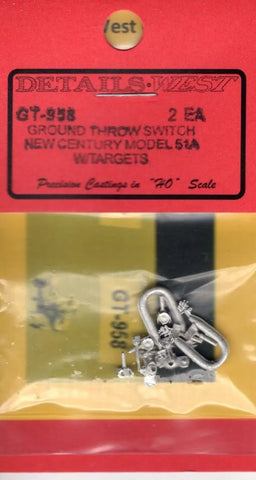 Vest
DETAILS·WEST
GT-958 2 EA
GROUND THROW SWITCH
NEW CENTURY MODEL 51A
W/TARGETS
Precision Castings in "HO" Scale
GT-958